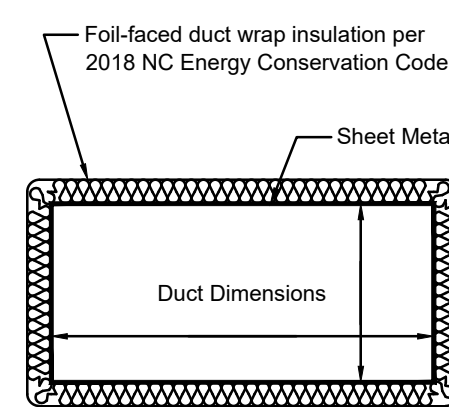 Foil-faced duct wrap insulation per
2018 NC Energy Conservation Code
Sheet Meta
Duct Dimensions